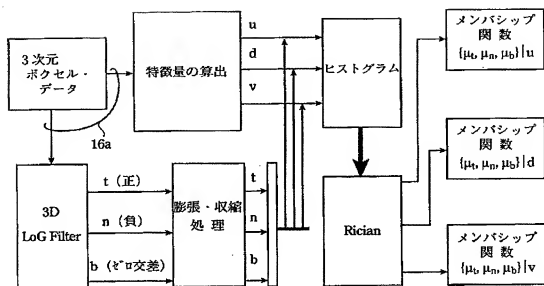 3次元
ボクセル・
データ
16a
特徴量の算出
u
d
v
ヒストグラム
メンバシップ
関数
{μt, μn, μb}|u
3D
LoG Filter
t (正)
n (負)
b (ゼロ交差)
膨張・収縮
処理
t
n
b
Rician
メンバシップ
関数
{μt, μn, μb}|d
メンバシップ
関数
{μt, μn, μb}|v